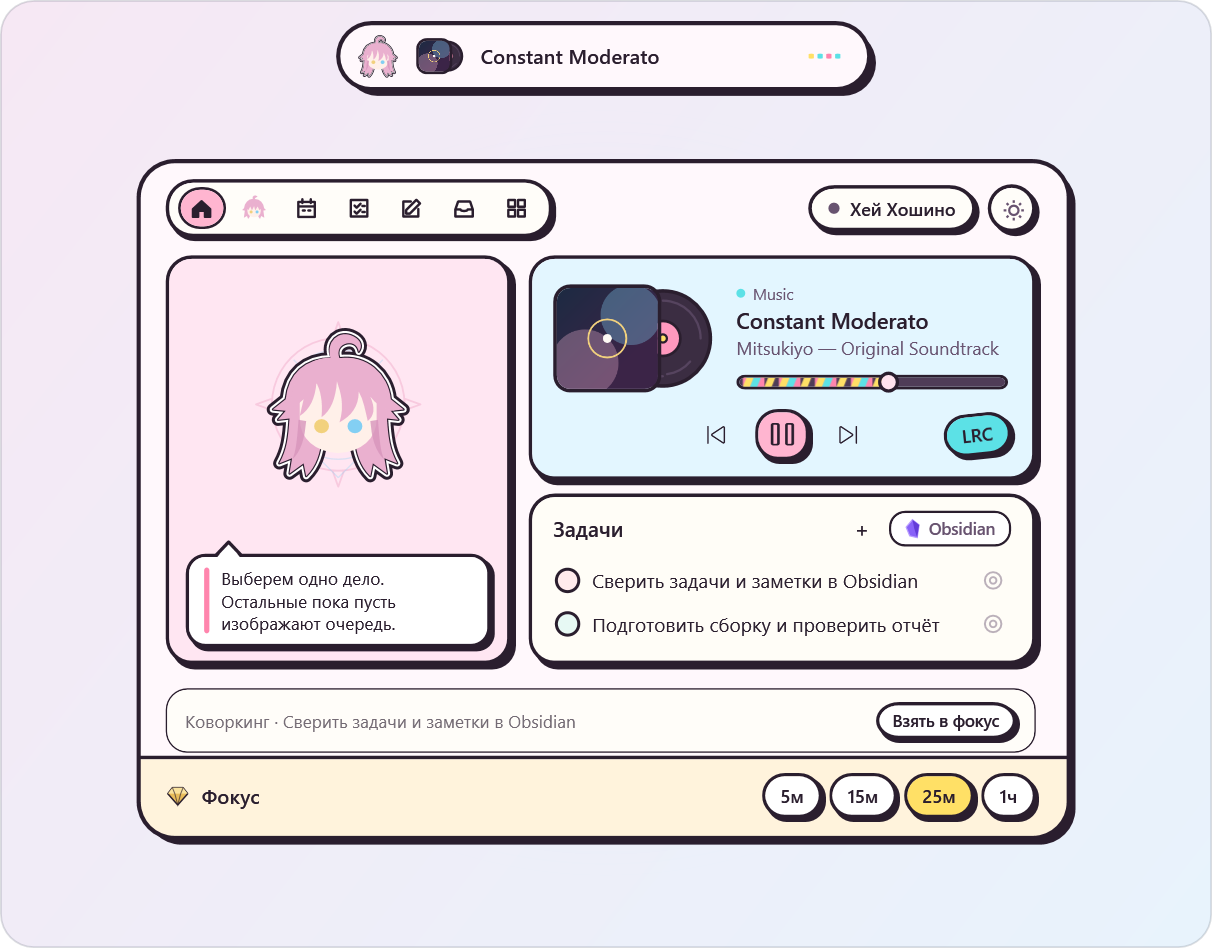 Constant Moderato
Хей Хошино
Music
Constant Moderato
Mitsukiyo — Original Soundtrack
LRC
Выберем одно дело.
Остальные пока пусть
изображают очередь.
Задачи
+
Obsidian
Сверить задачи и заметки в Obsidian
Подготовить сборку и проверить отчёт
Коворкинг · Сверить задачи и заметки в Obsidian
Взять в фокус
Фокус
5м
15м
25м
1ч